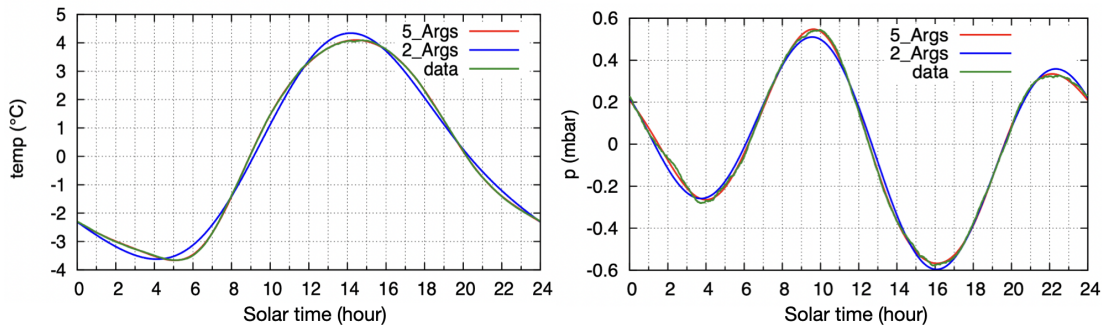 temp (°C)
5
4
3
2
1
0
-1
-2
-3
-4
5_Args
2_Args
data
0 2 4 6 8 10 12 14 16 18 20 22 24
Solar time (hour)
p (mbar)
0.6
0.4
0.2
0
-0.2
-0.4
-0.6
5_Args
2_Args
data
0 2 4 6 8 10 12 14 16 18 20 22 24
Solar time (hour)